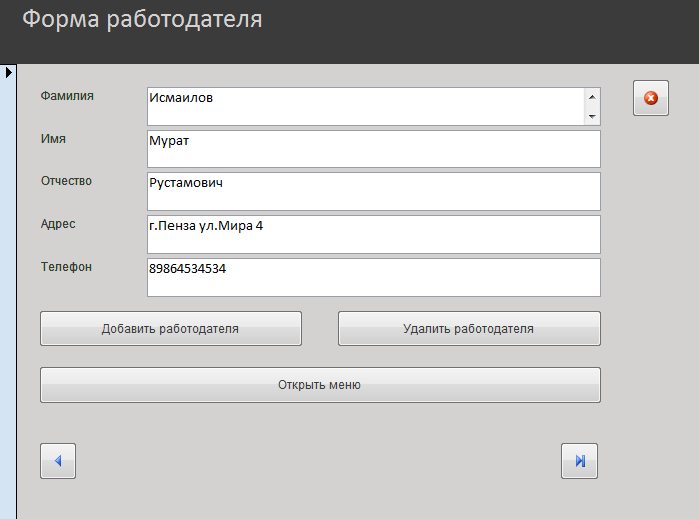 Форма работодателя
Фамилия
Исмаилов
Имя
Мурат
Отчество
Рустамович
Адрес
г.Пенза ул.Мира 4
Телефон
89864534534
Добавить работодателя
Удалить работодателя
Открыть меню